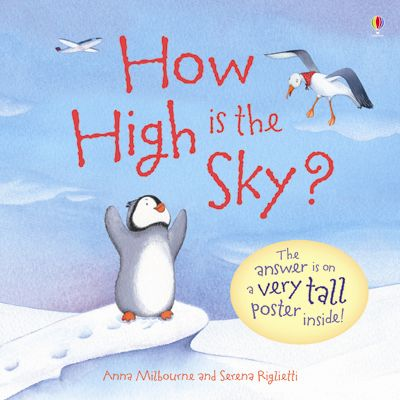 How
High is the
Sky?
The
answer is on
a very tall
poster inside!
Anna Milbourne and Serena Riglietti